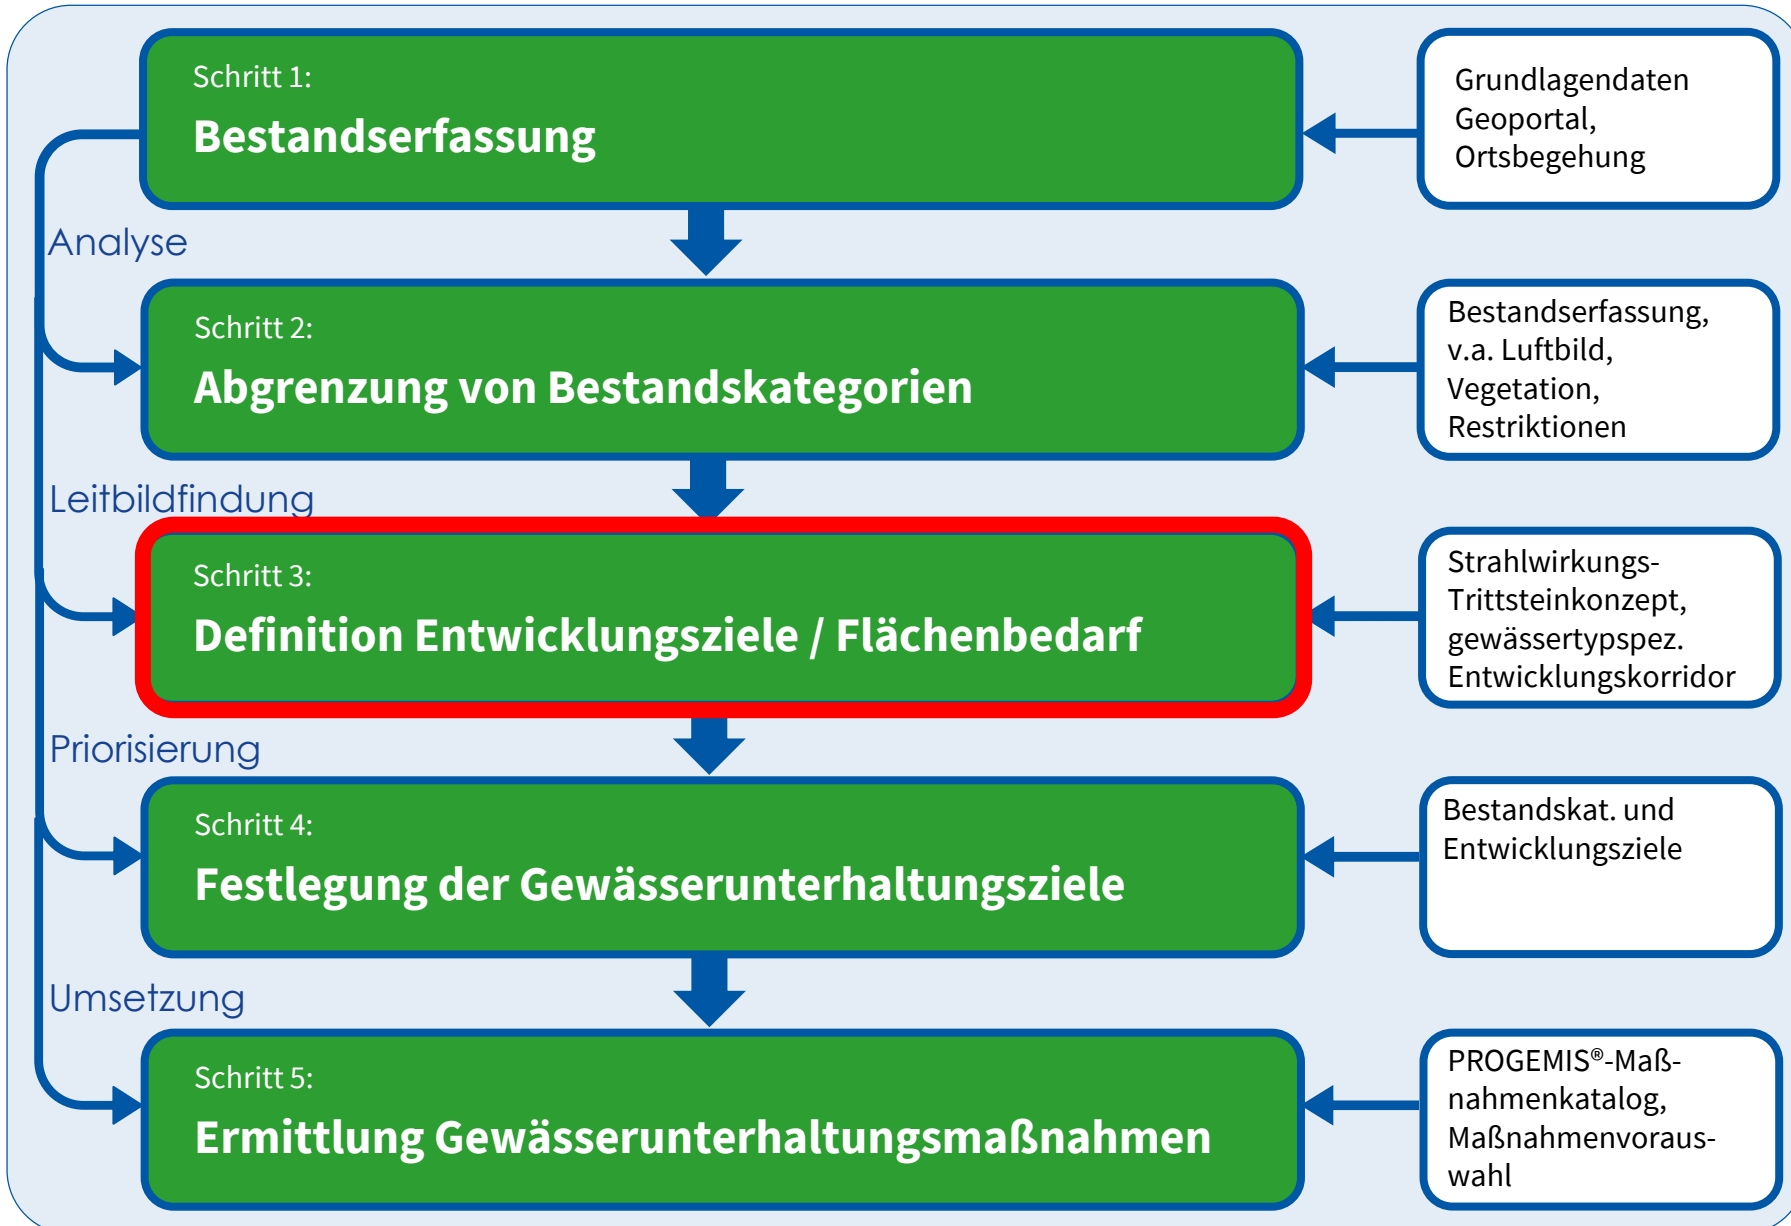 Schritt 1:
Bestandserfassung
Grundlagendaten
Geoportal,
Ortsbegehung
Analyse
Schritt 2:
Abgrenzung von Bestandskategorien
Bestandserfassung,
v.a. Luftbild,
Vegetation,
Restriktionen
Leitbildfindung
Schritt 3:
Definition Entwicklungsziele / Flächenbedarf
Strahlwirkungs-
Trittsteinkonzept,
gewässertypspez.
Entwicklungskorridor
Priorisierung
Schritt 4:
Festlegung der Gewässerunterhaltungsziele
Bestandskat. und
Entwicklungsziele
Umsetzung
Schritt 5:
Ermittlung Gewässerunterhaltungsmaßnahmen
PROGEMIS®-Maß-
nahmenkatalog,
Maßnahmenvoraus-
wahl